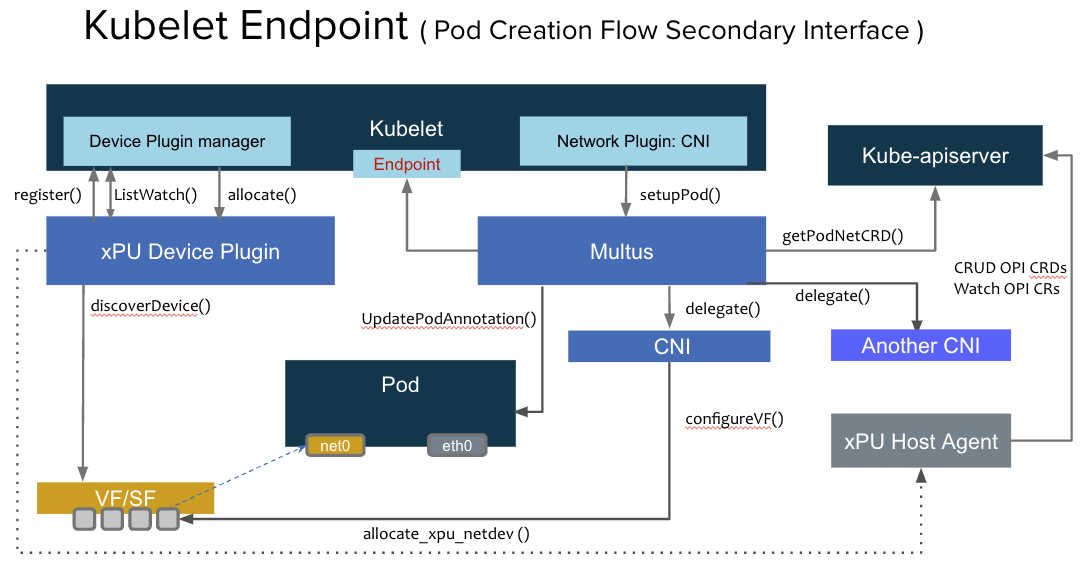 Kubelet Endpoint ( Pod Creation Flow Secondary Interface )
Kubelet
Device Plugin manager
Endpoint
Network Plugin: CNI
Kube-apiserver
register()
ListWatch()
allocate()
setupPod()
xPU Device Plugin
Multus
getPodNetCRD()
CRUD OPI CRDs
Watch OPI CRs
discoverDevice()
UpdatePodAnnotation()
delegate()
delegate()
CNI
Another CNI
Pod
net0
eth0
configureVF()
xPU Host Agent
VF/SF
allocate_xpu_netdev ()